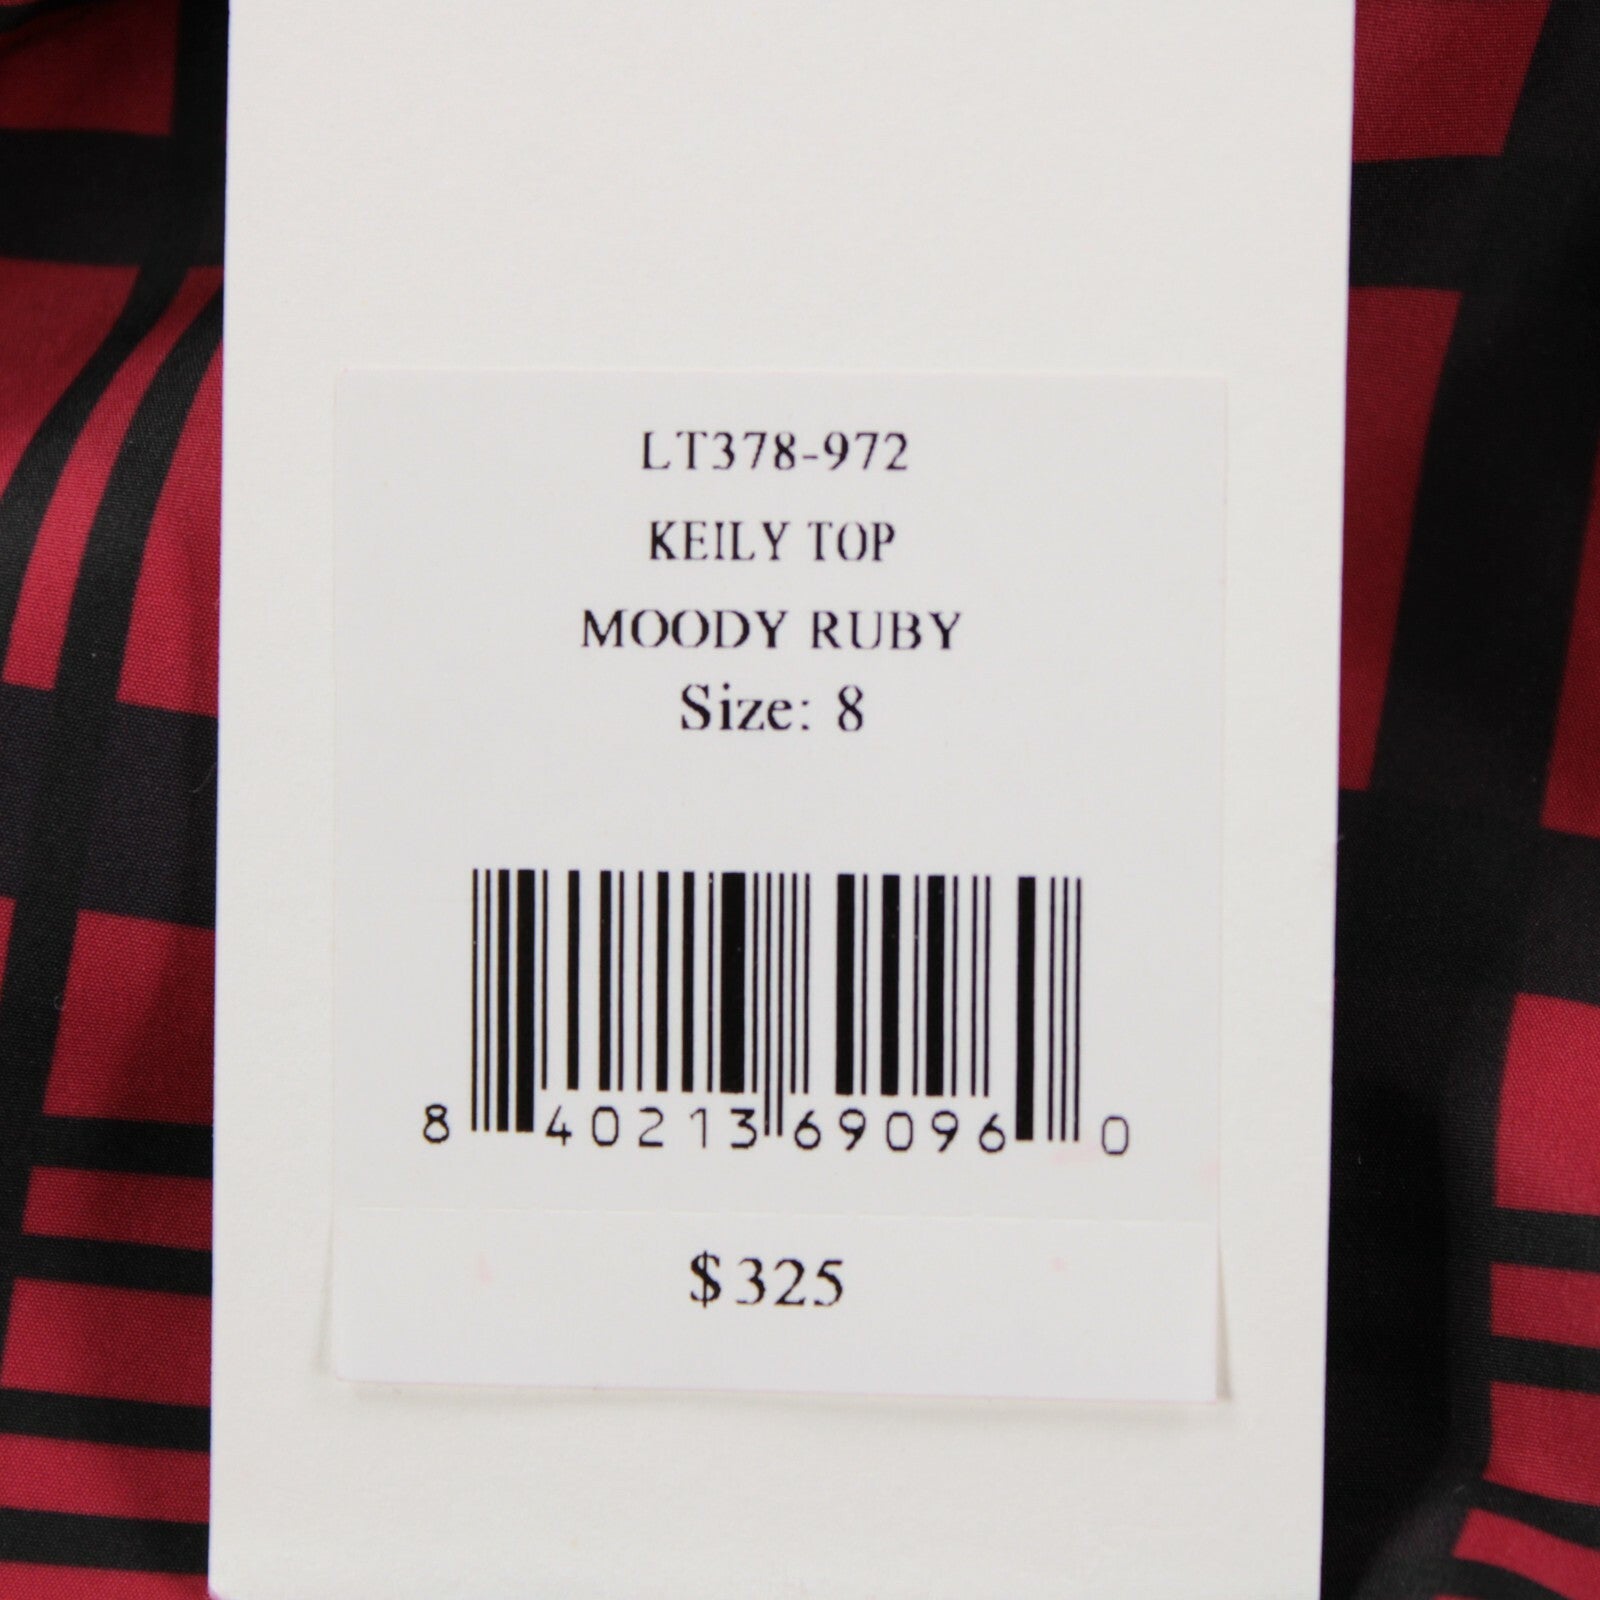 LT378-972
KEILY TOP
MOODY RUBY
Size: 8
8 40213 69096 0
$325